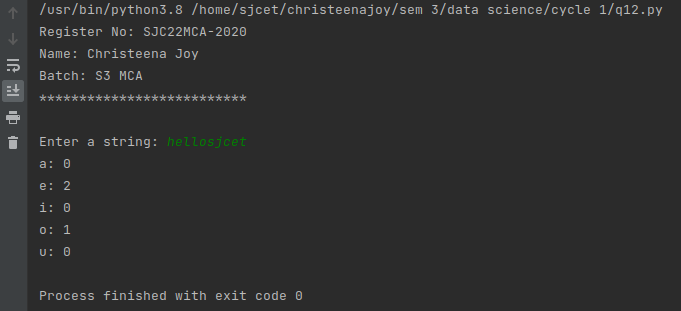 /usr/bin/python3.8 /home/sjcet/christeenajoy/sem 3/data science/cycle 1/q12.py
Register No: SJC22MCA-2020
Name: Christeena Joy
Batch: S3 MCA
**************************
Enter a string: hellosjcet
a: 0
e: 2
i: 0
o: 1
u: 0
Process finished with exit code 0